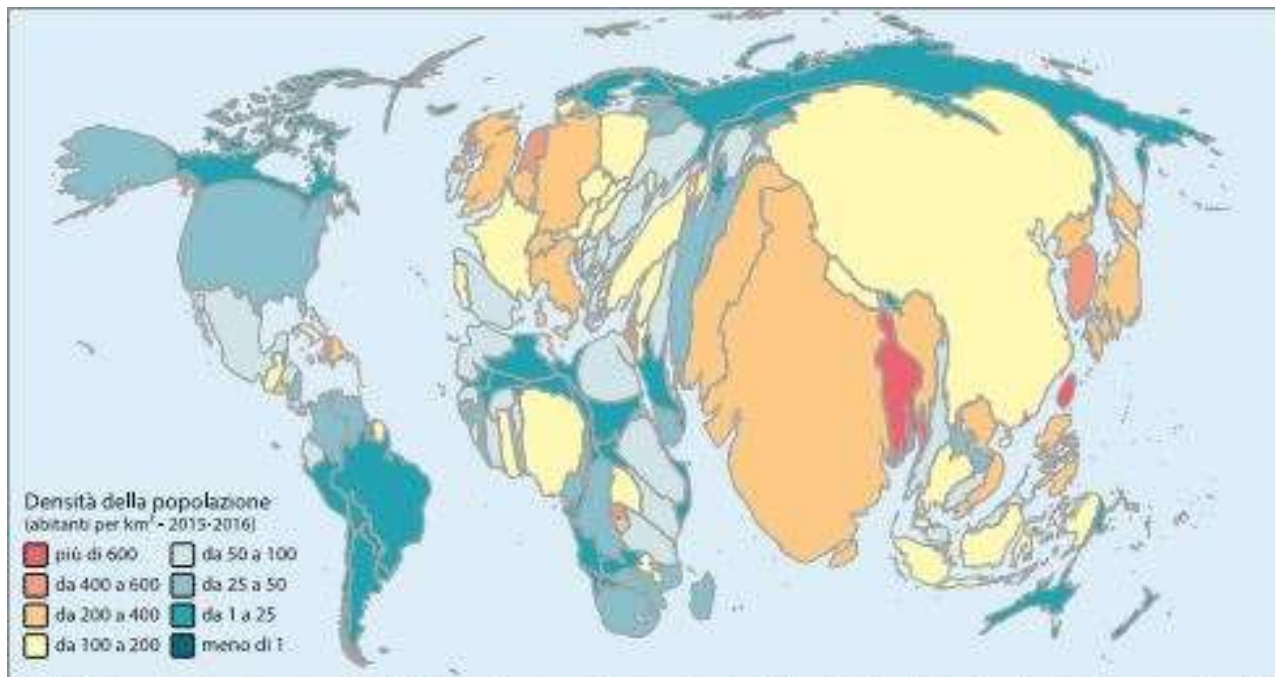 Densità della popolazione
(abitanti per km² - 2015-2016)
più di 600
da 400 a 600
da 200 a 400
da 100 a 200
da 50 a 100
da 25 a 50
da 1 a 25
meno di 1